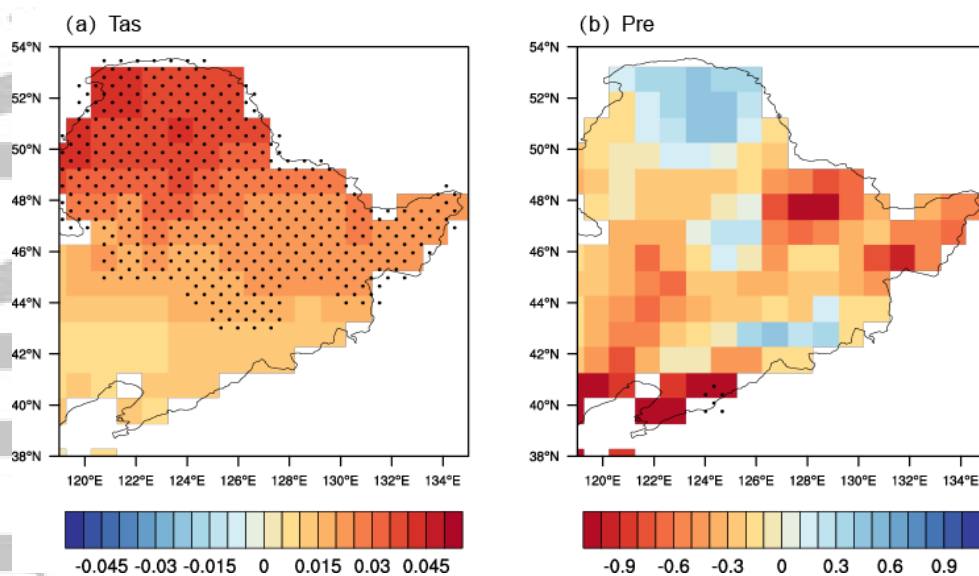 (a) Tas
(b) Pre
54°N
52°N
50°N
48°N
46°N
44°N
42°N
40°N
38°N
120°E 122°E 124°E 126°E 128°E 130°E 132°E 134°E
54°N
52°N
50°N
48°N
46°N
44°N
42°N
40°N
38°N
120°E 122°E 124°E 126°E 128°E 130°E 132°E 134°E
-0.045 -0.03 -0.015 0 0.015 0.03 0.045
-0.9 -0.6 -0.3 0 0.3 0.6 0.9